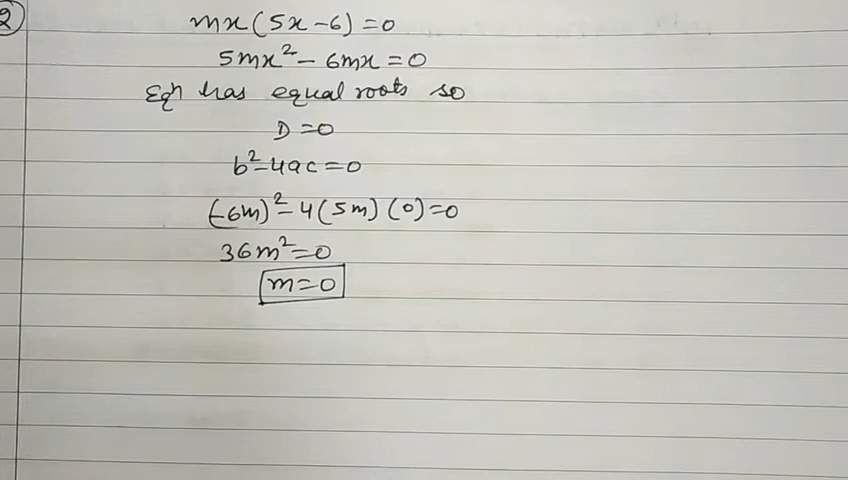 2
mx(5x-6)=0
5mx²-6mx=0
Eqn has equal roots so
D=0
b²-4ac=0
(-6m)²-4(5m)(0)=0
36m²=0
m=0